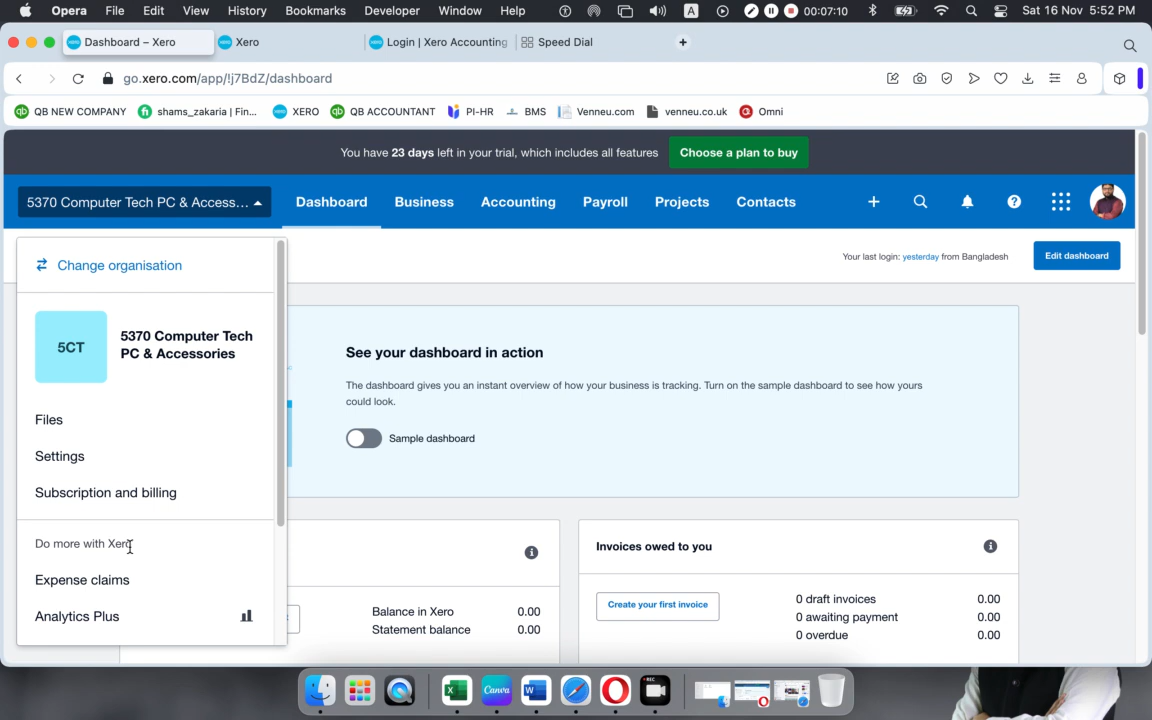 Opera File Edit View History Bookmarks Developer Window Help A 00:07:10 Sat 16 Nov 5:52 PM
Dashboard – Xero Xero Login | Xero Accounting Speed Dial
go.xero.com/app/!j7BdZ/dashboard
QB NEW COMPANY shams_zakaria | Fin... XERO QB ACCOUNTANT PI-HR BMS Venneu.com venneu.co.uk Omni
You have 23 days left in your trial, which includes all features Choose a plan to buy
5370 Computer Tech PC & Access... Dashboard Business Accounting Payroll Projects Contacts
Change organisation
Your last login: yesterday from Bangladesh Edit dashboard
5CT
5370 Computer Tech
PC & Accessories
Files
Settings
Subscription and billing
Do more with Xero
Expense claims
Analytics Plus
See your dashboard in action
The dashboard gives you an instant overview of how your business is tracking. Turn on the sample dashboard to see how yours
could look.
Sample dashboard
Balance in Xero 0.00
Statement balance 0.00
Invoices owed to you
Create your first invoice
0 draft invoices 0.00
0 awaiting payment 0.00
0 overdue 0.00
Canva
REC